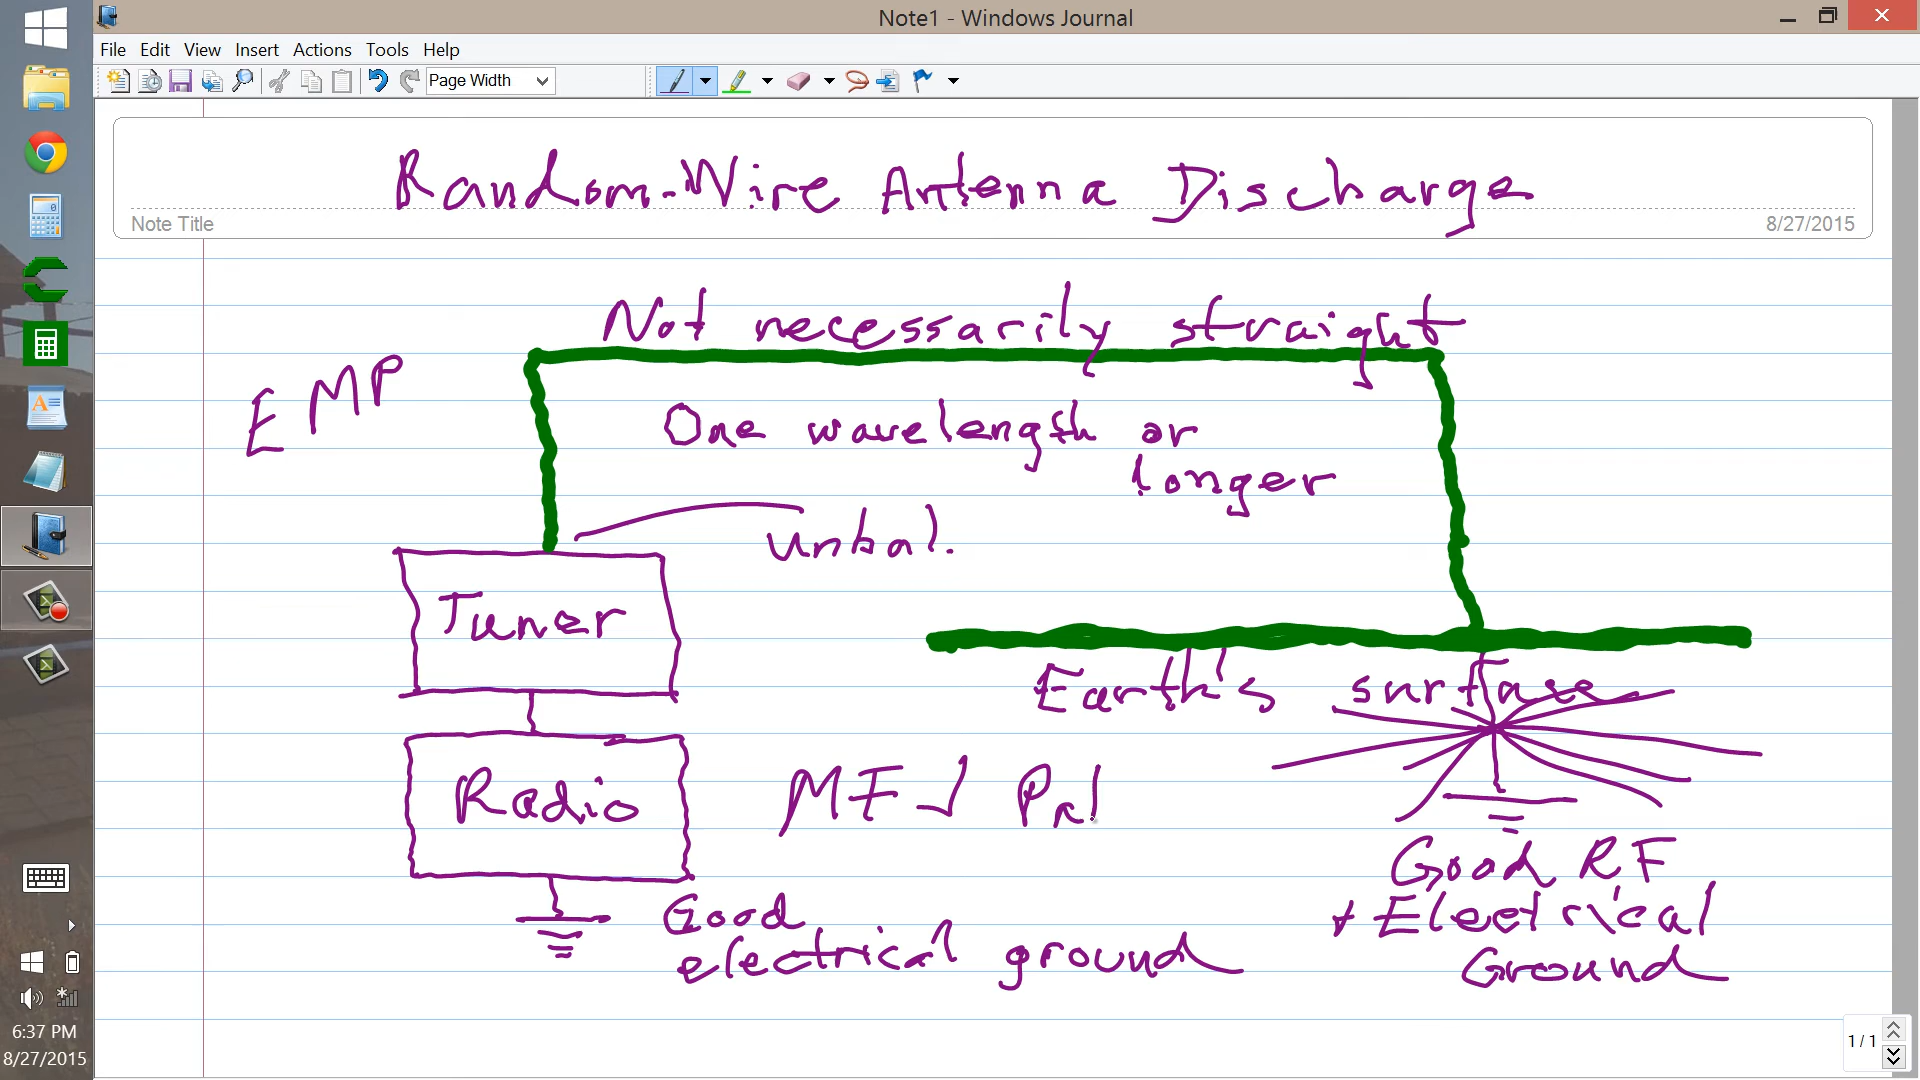 Note1 - Windows Journal
File Edit View Insert Actions Tools Help
Page Width
Random-Wire Antenna Discharge
Note Title
8/27/2015
Not necessarily straight
EMP
One wavelength or
longer
unbal.
Tuner
Earth's surface
Radio
MFJ
Good RF
+ Electrical
Ground
Good
electrical ground
6:37 PM
8/27/2015
1 / 1